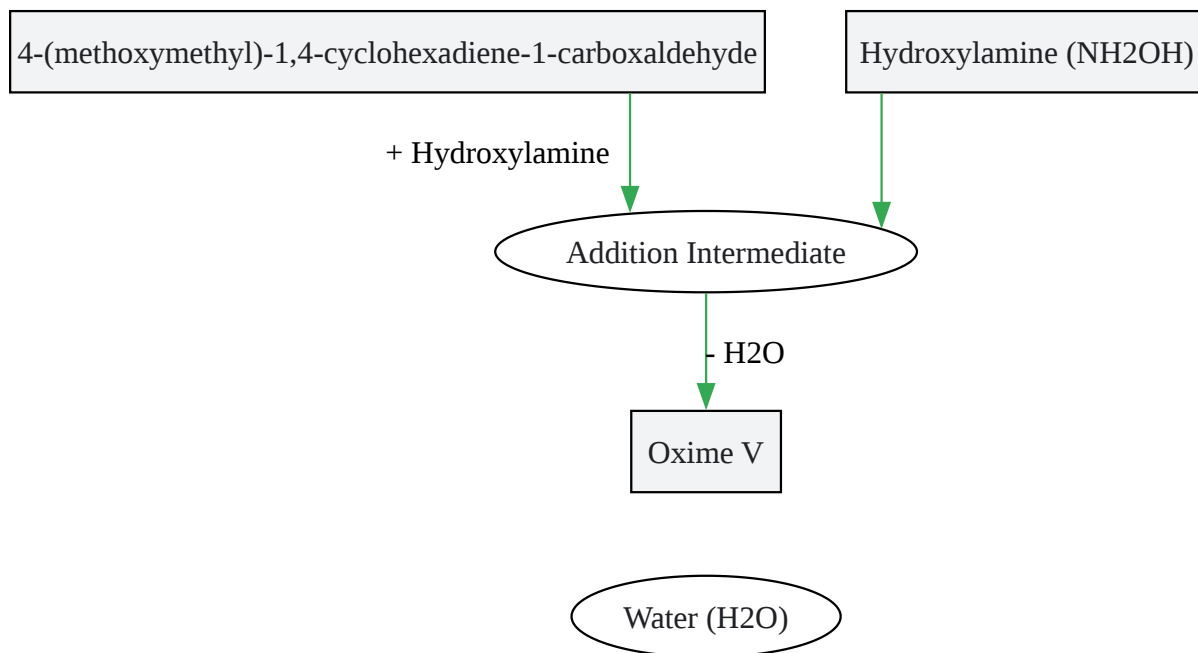 4-(methoxymethyl)-1,4-cyclohexadiene-1-carboxaldehyde
Hydroxylamine (NH2OH)
+ Hydroxylamine
Addition Intermediate
- H2O
Oxime V
Water (H2O)